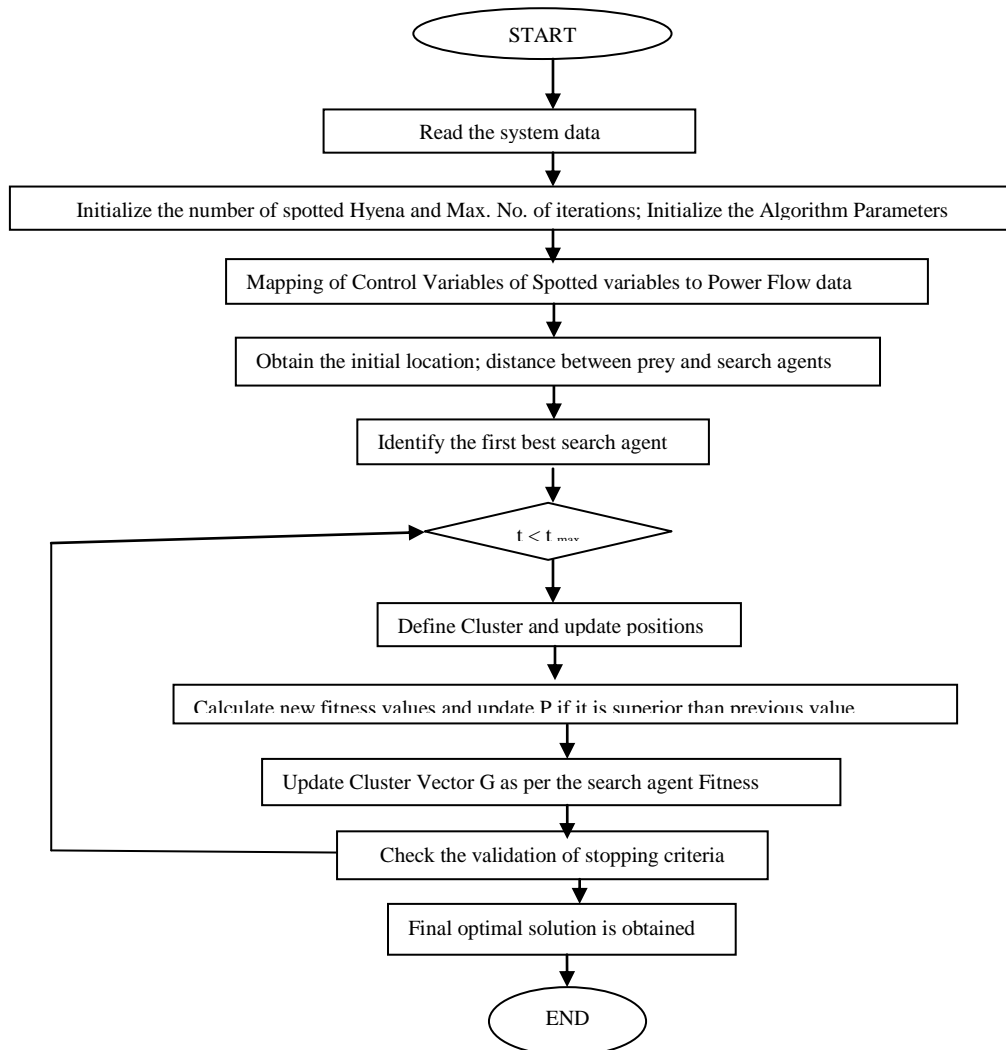 START
Read the system data
Initialize the number of spotted Hyena and Max. No. of iterations; Initialize the Algorithm Parameters
Mapping of Control Variables of Spotted variables to Power Flow data
Obtain the initial location; distance between prey and search agents
Identify the first best search agent
t < t max
Define Cluster and update positions
Calculate new fitness values and update P if it is superior than previous value
Update Cluster Vector G as per the search agent Fitness
Check the validation of stopping criteria
Final optimal solution is obtained
END